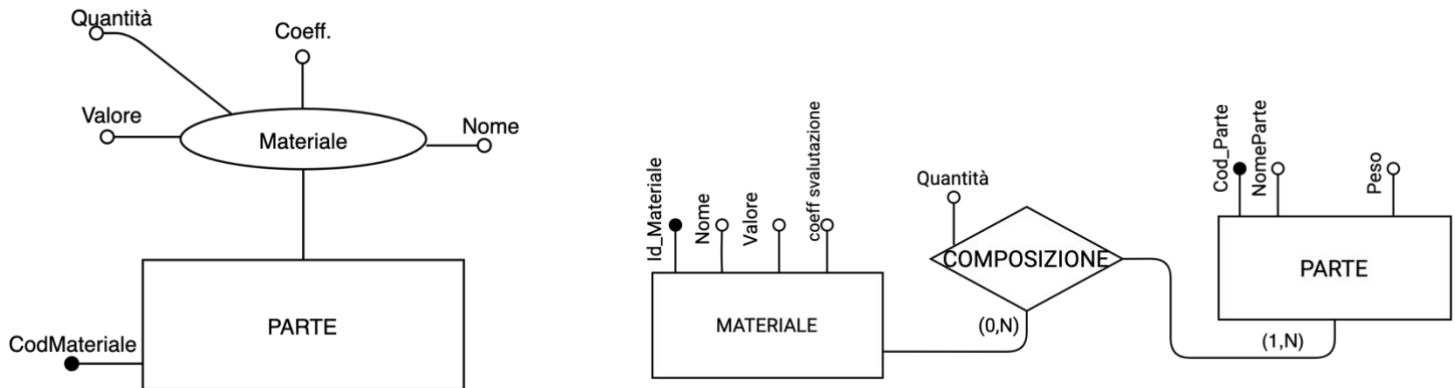 Quantità
Coeff.
Valore
Materiale
Nome
PARTE
CodMateriale
Id_Materiale
Nome
Valore
coeff svalutazione
MATERIALE
Quantità
COMPOSIZIONE
(0,N)
Cod_Parte
NomeParte
Peso
PARTE
(1,N)